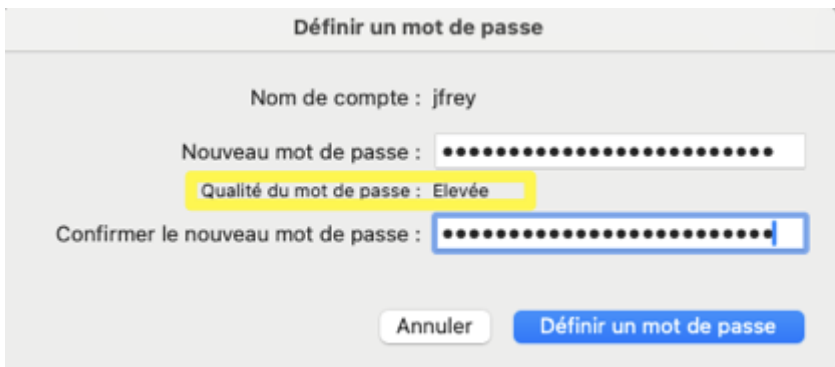 Définir un mot de passe
Nom de compte : jfrey
Nouveau mot de passe : •••••••••••••••••••••••••
Qualité du mot de passe : Elevée
Confirmer le nouveau mot de passe : •••••••••••••••••••••••••
Annuler Définir un mot de passe